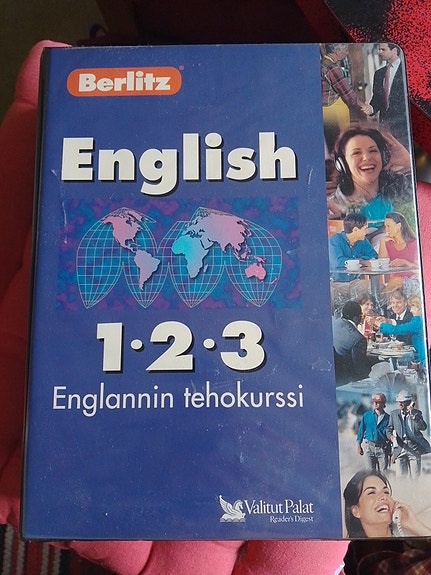 Berlitz
English
1·2·3
Englannin tehokurssi
Valitut Palat
Reader's Digest